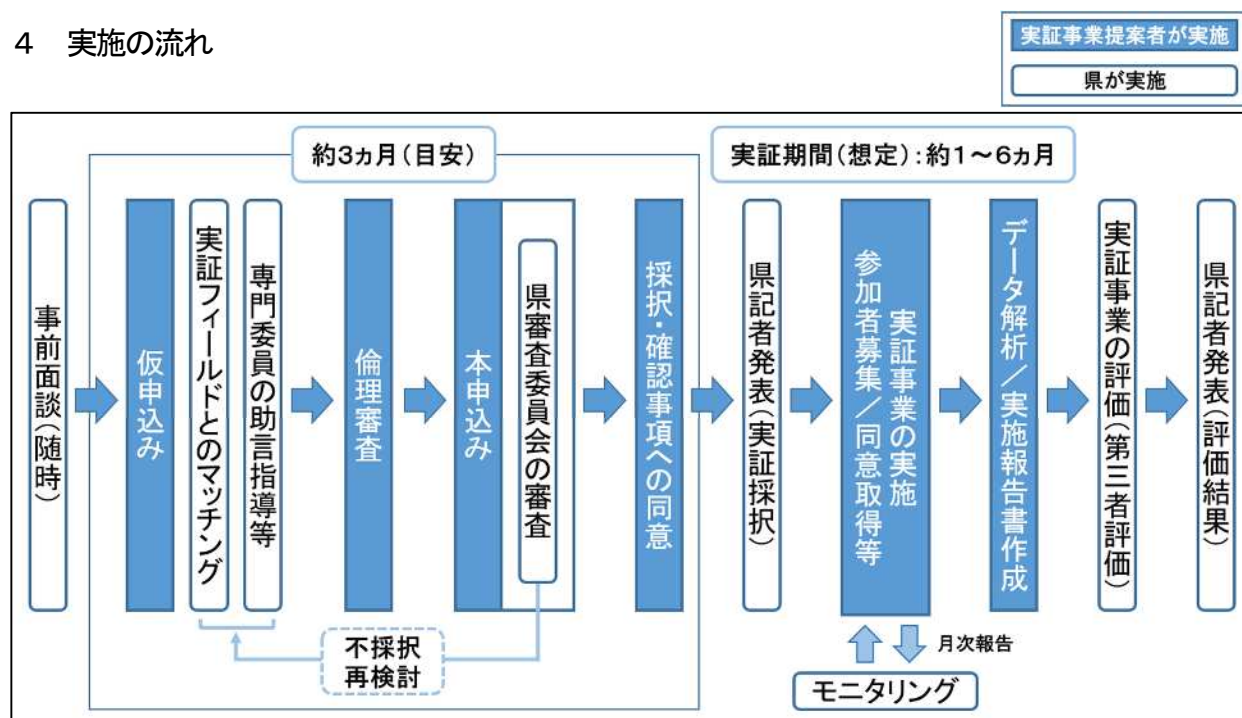 4 実施の流れ
実証事業提案者が実施
県が実施
約3ヵ月(目安)
実証期間(想定):約1~6ヵ月
事前面談(随時)
仮申込み
実証フィールドとのマッチング
専門委員の助言指導等
倫理審査
本申込み
県審査委員会の審査
採択・確認事項への同意
県記者発表(実証採択)
実証事業の実施
参加者募集/同意取得等
データ解析/実施報告書作成
実証事業の評価(第三者評価)
県記者発表(評価結果)
不採択
再検討
月次報告
モニタリング